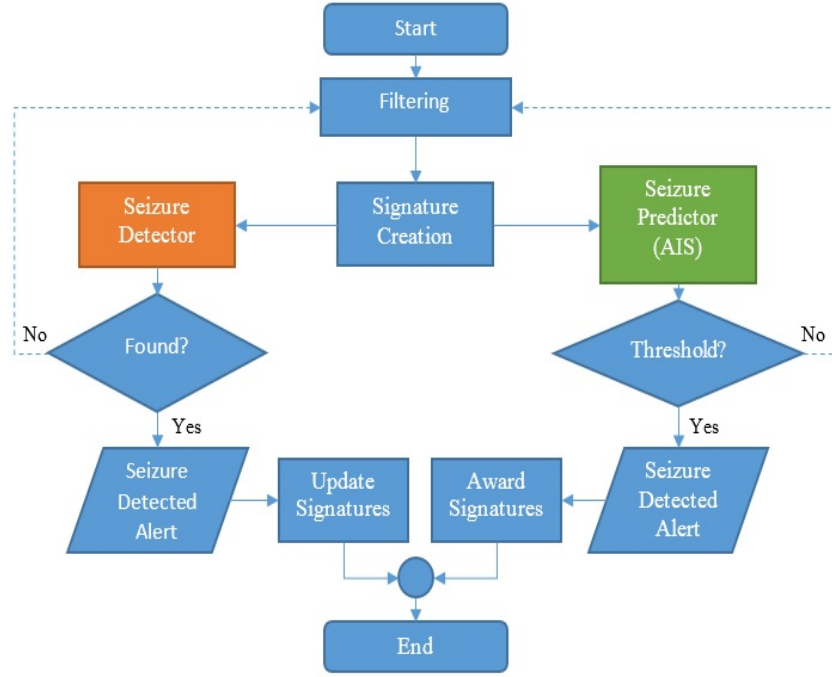 Start
Filtering
Seizure
Detector
Signature
Creation
Seizure
Predictor
(AIS)
No
Found?
Threshold?
No
Yes
Yes
Seizure
Detected
Alert
Update
Signatures
Award
Signatures
Seizure
Detected
Alert
End